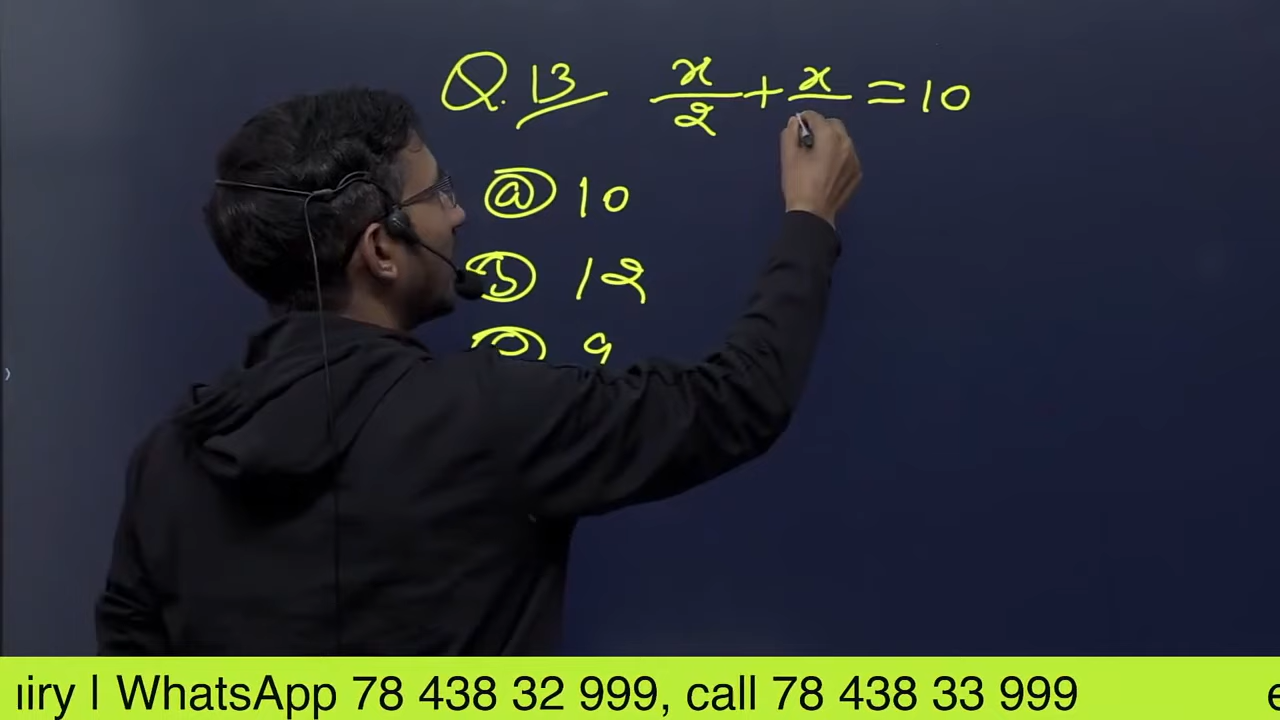 Q. 13 x/2 + x/ = 10
ⓐ 10
ⓑ 12
ⓒ 9
iry | WhatsApp 78 438 32 999, call 78 438 33 999 e